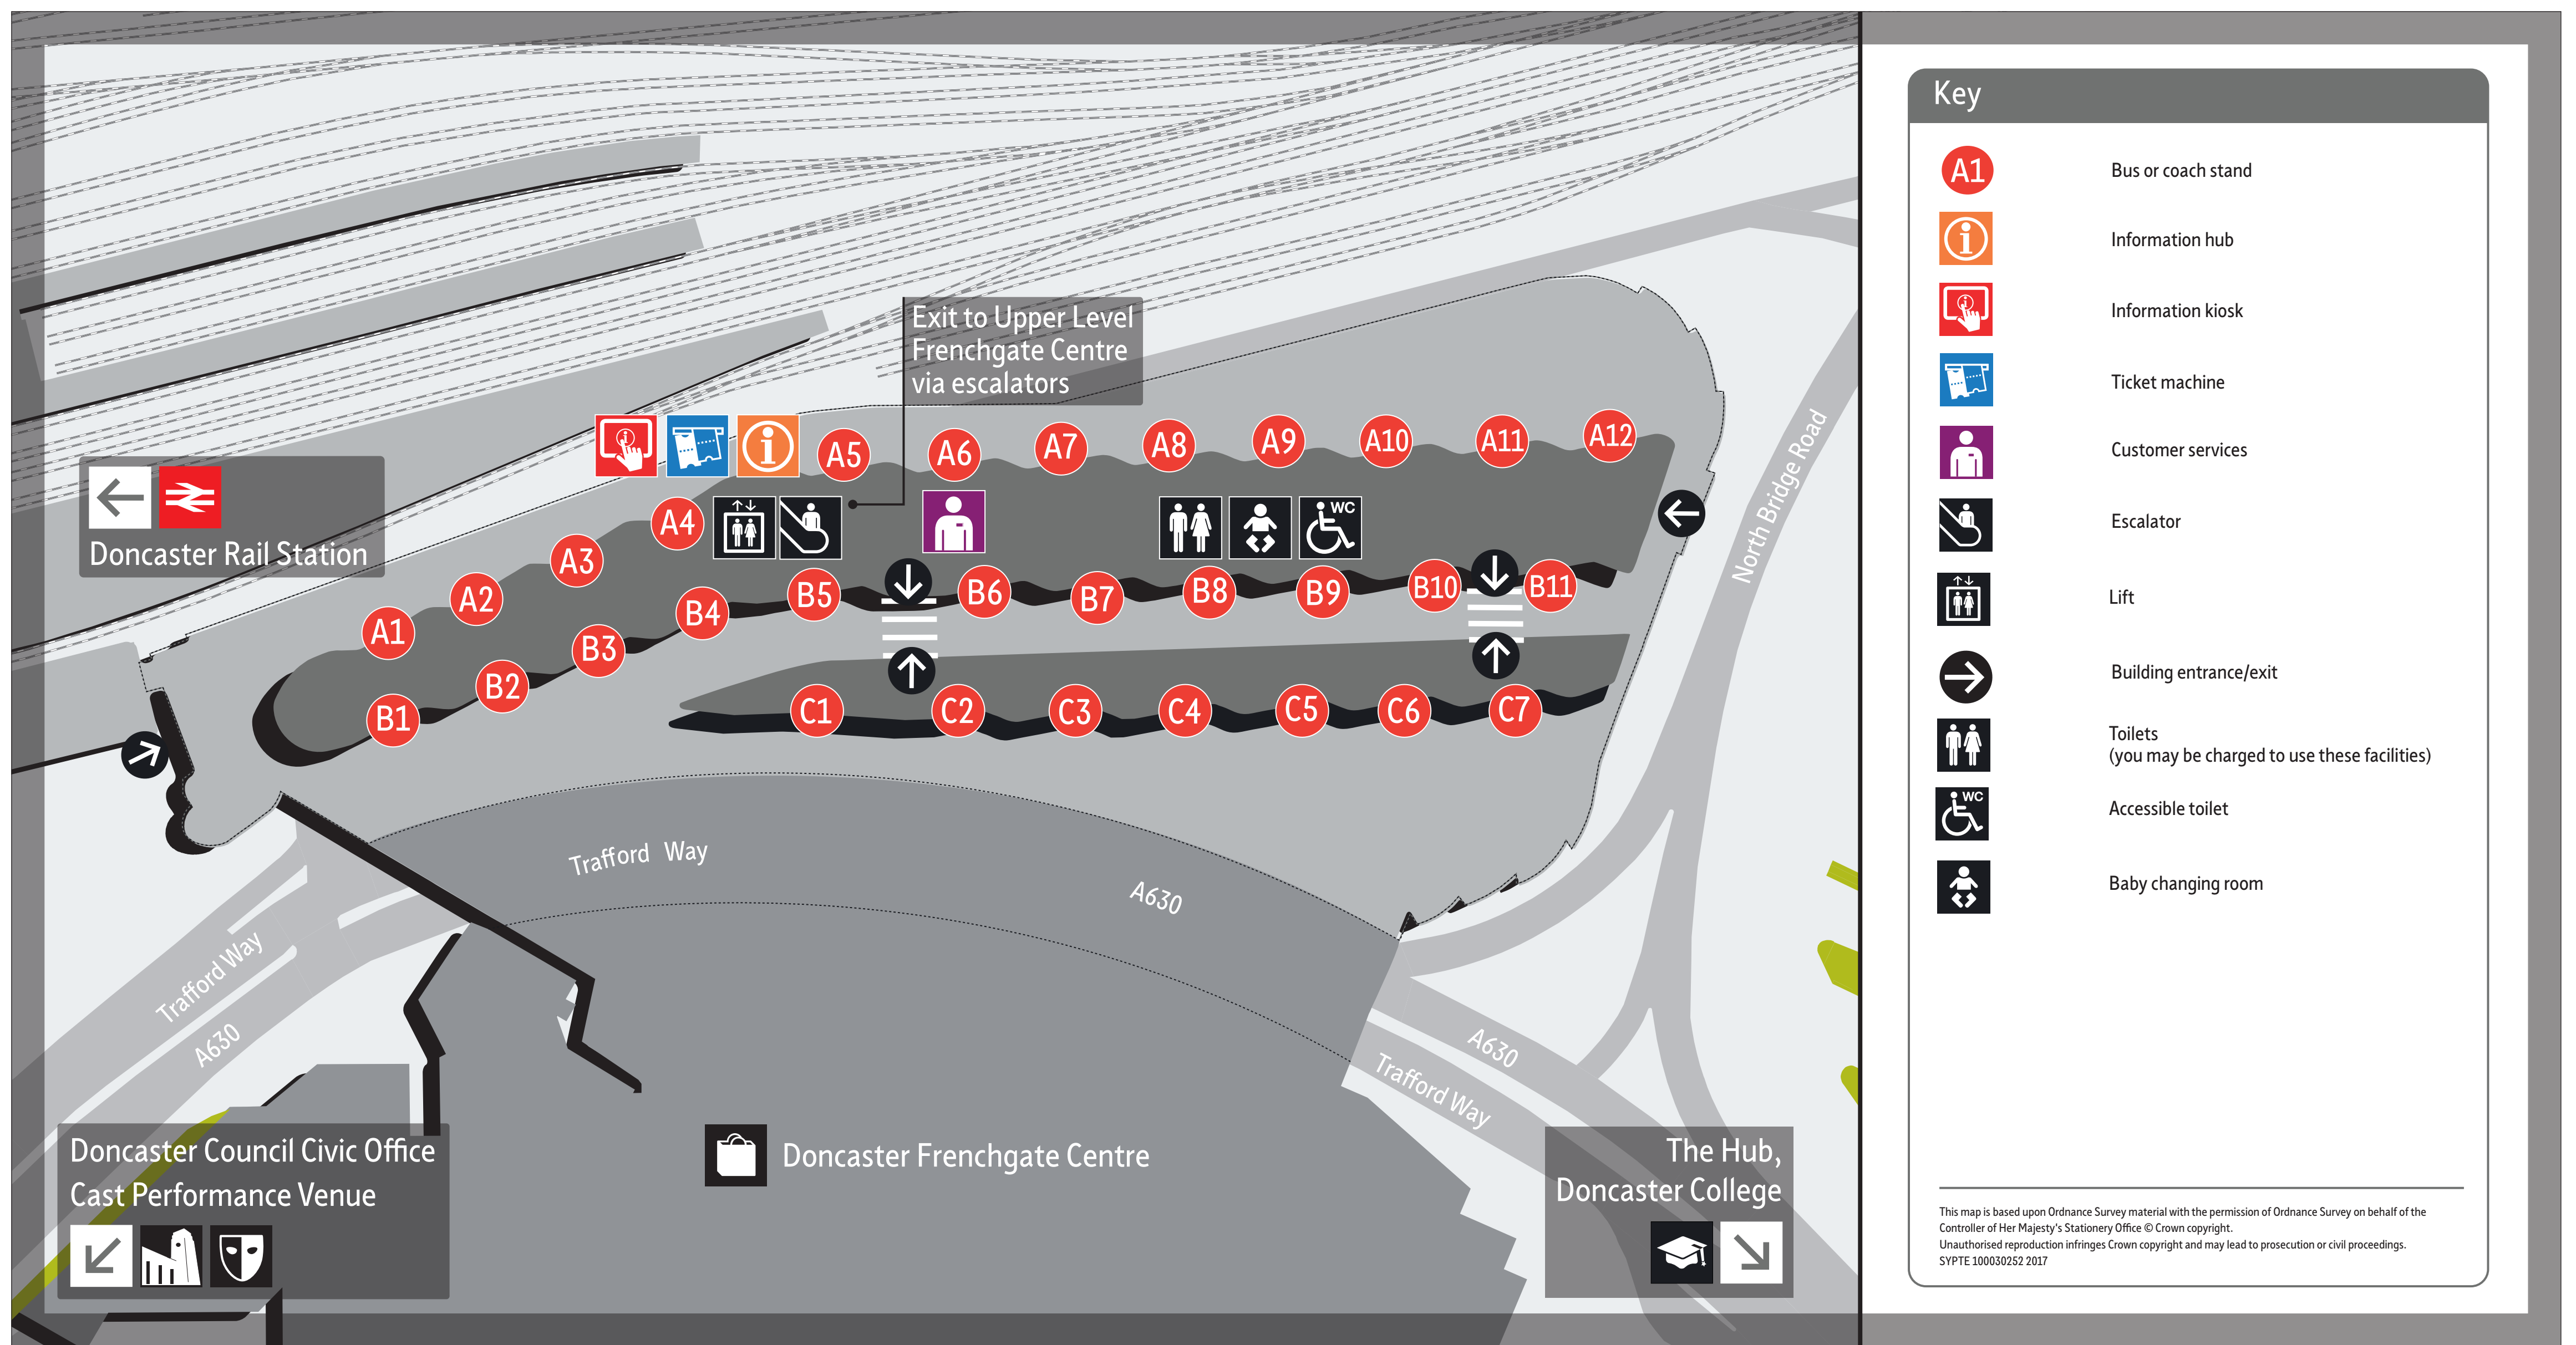 Exit to Upper Level
Frenchgate Centre
via escalators
Doncaster Rail Station
A1
A2
A3
A4
A5
A6
A7
A8
A9
A10
A11
A12
B1
B2
B3
B4
B5
B6
B7
B8
B9
B10
B11
C1
C2
C3
C4
C5
C6
C7
WC
North Bridge Road
Trafford Way
A630
Trafford Way
A630
A630
Trafford Way
Doncaster Council Civic Office
Cast Performance Venue
Doncaster Frenchgate Centre
The Hub,
Doncaster College
Key
A1 Bus or coach stand
Information hub
Information kiosk
Ticket machine
Customer services
Escalator
Lift
Building entrance/exit
Toilets
(you may be charged to use these facilities)
WC Accessible toilet
Baby changing room
This map is based upon Ordnance Survey material with the permission of Ordnance Survey on behalf of the
Controller of Her Majesty's Stationery Office © Crown copyright.
Unauthorised reproduction infringes Crown copyright and may lead to prosecution or civil proceedings.
SYPTE 100030252 2017